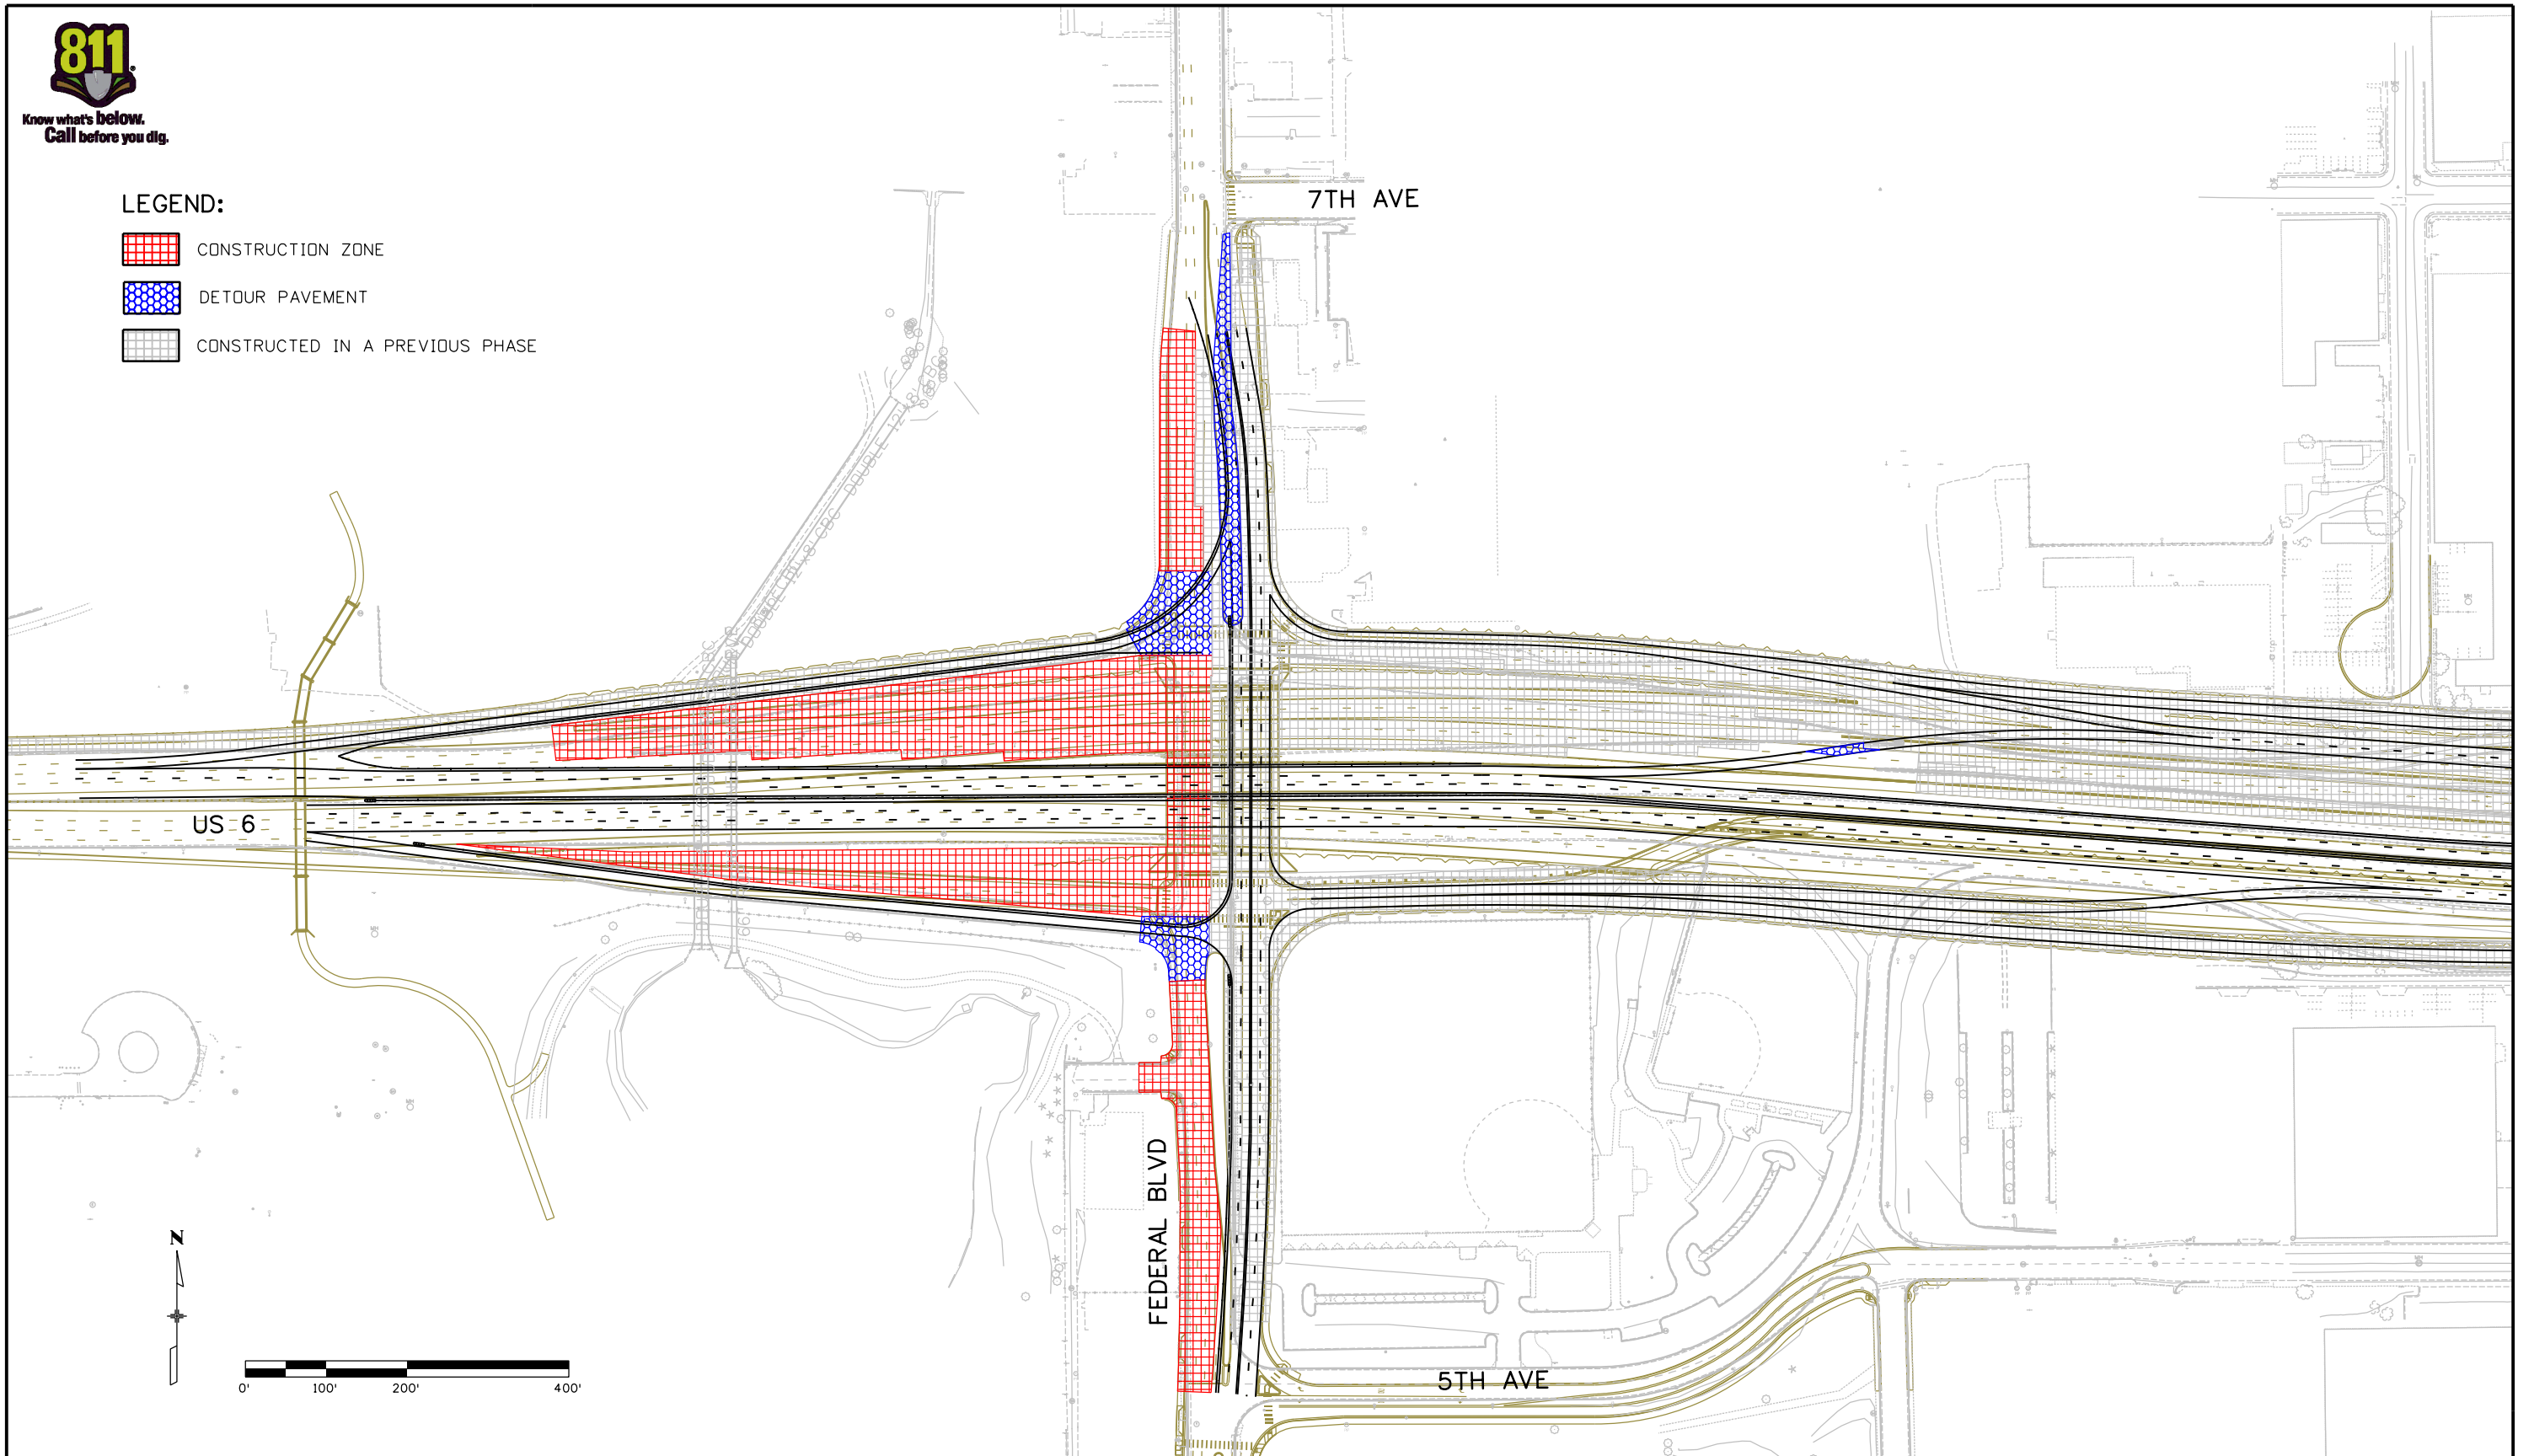 811
Know what's below.
Call before you dig.
LEGEND:
CONSTRUCTION ZONE
DETOUR PAVEMENT
CONSTRUCTED IN A PREVIOUS PHASE
7TH AVE
US 6
FEDERAL BLVD
5TH AVE
N
0'
100'
200'
400'